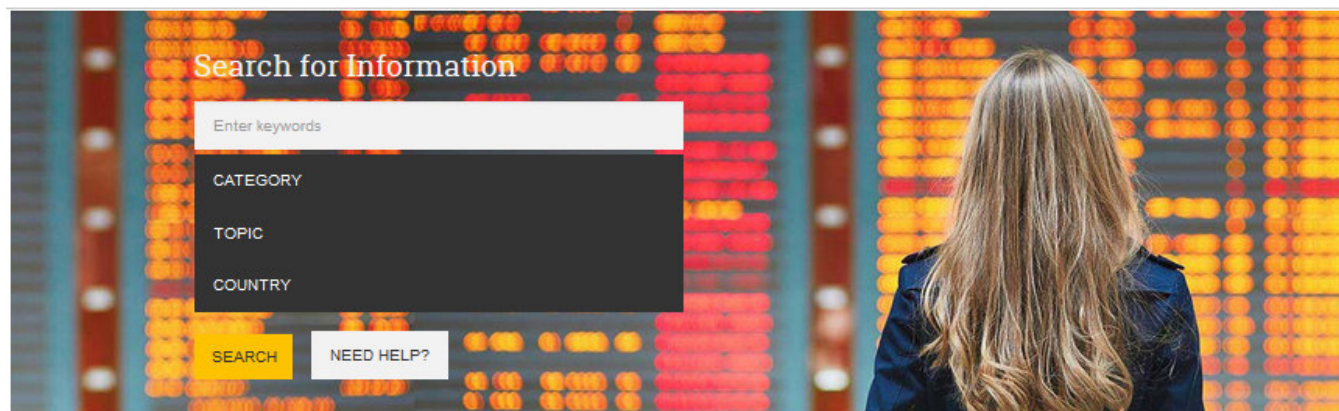 Search for Information
Enter keywords
CATEGORY
TOPIC
COUNTRY
SEARCH
NEED HELP?